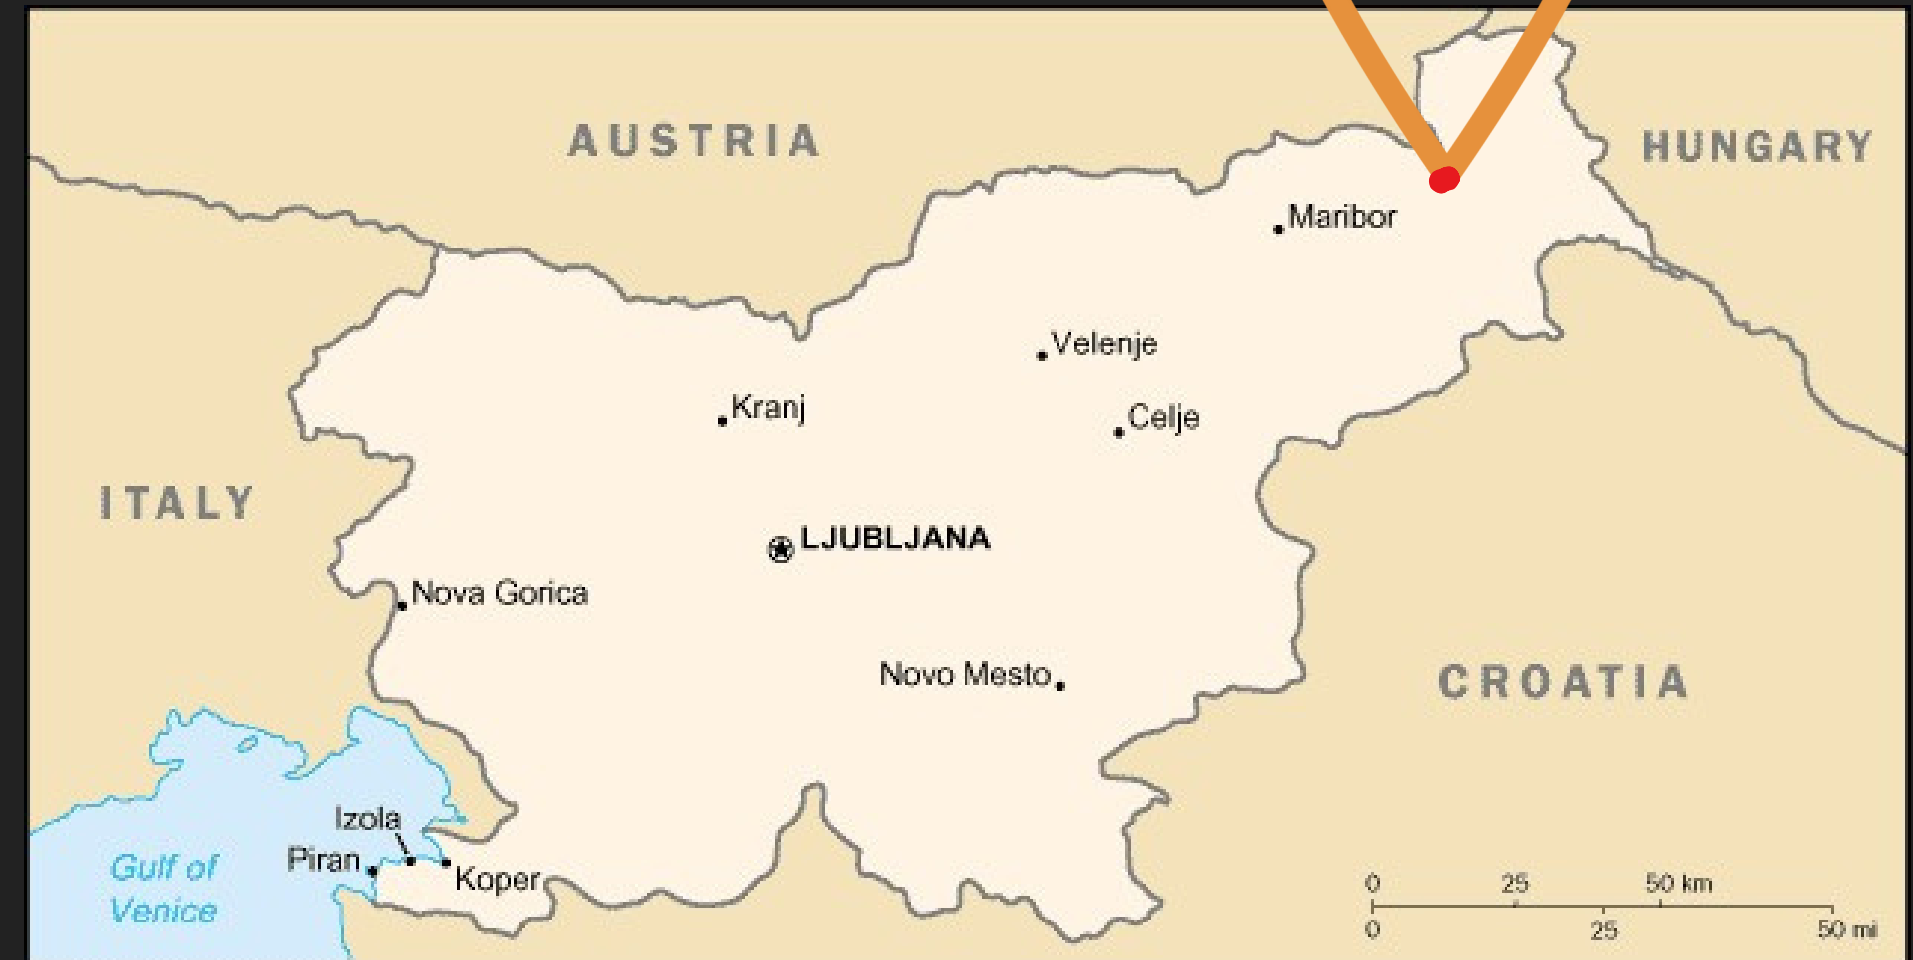 AUSTRIA
HUNGARY
Maribor
Velenje
Kranj
Celje
ITALY
LJUBLJANA
Nova Gorica
Novo Mesto
CROATIA
Izola
Piran
Koper
Gulf of
Venice
0 25 50 km
0 25 50 mi